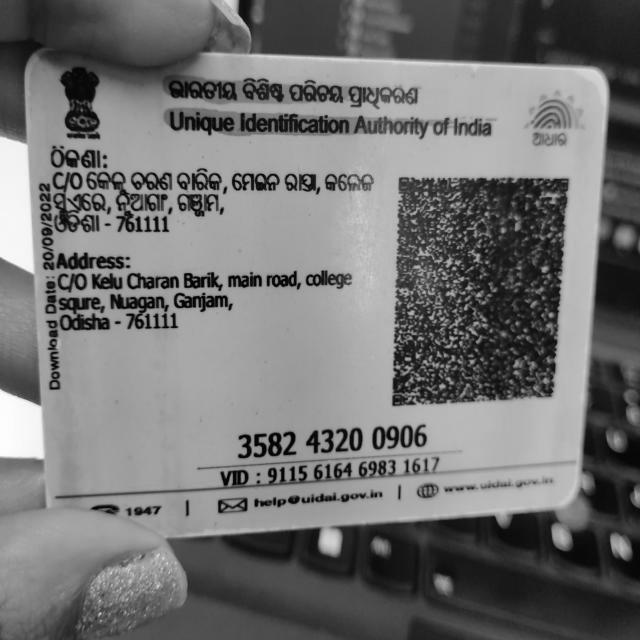 ଭାରତୀୟ ବିଶିଷ୍ଟ ପରିଚୟ ପ୍ରାଧିକରଣ
Unique Identification Authority of India
ଆଧାର
ଠିକଣା:
C/O କେଳୁ ଚରଣ ବାରିକ, ମେଇନ ରାସ୍ତା, କଲେଜ
ସ୍କୁଏରେ, ନୂଆଗାଂ, ଗଞ୍ଜାମ,
ଓଡିଶା - 761111
Address:
C/O Kelu Charan Barik, main road, college
squre, Nuagan, Ganjam,
Odisha - 761111
Download Date: 20/09/2022
3582 4320 0906
VID : 9115 6164 6983 1617
1947 | help@uidai.gov.in | www.uidai.gov.in